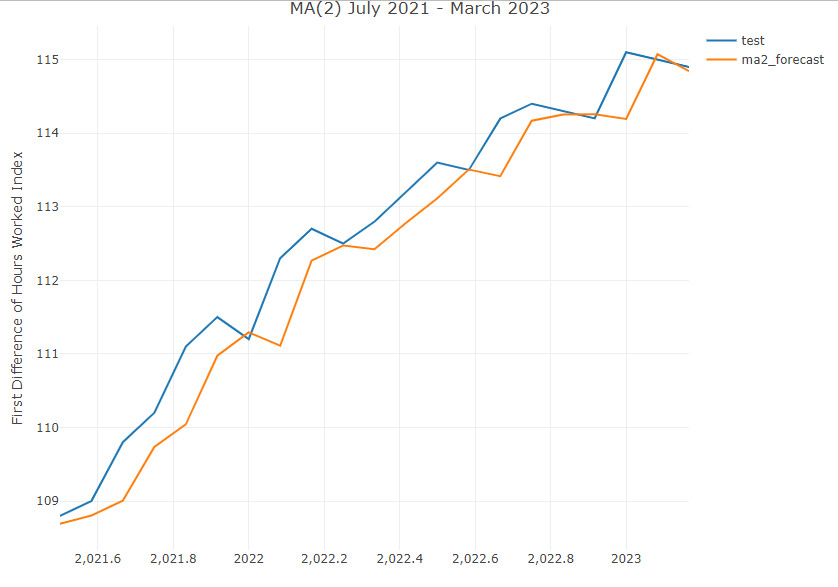 MA(2) July 2021 - March 2023
test
ma2_forecast
First Difference of Hours Worked Index
115
114
113
112
111
110
109
2,021.6 2,021.8 2022 2,022.2 2,022.4 2,022.6 2,022.8 2023